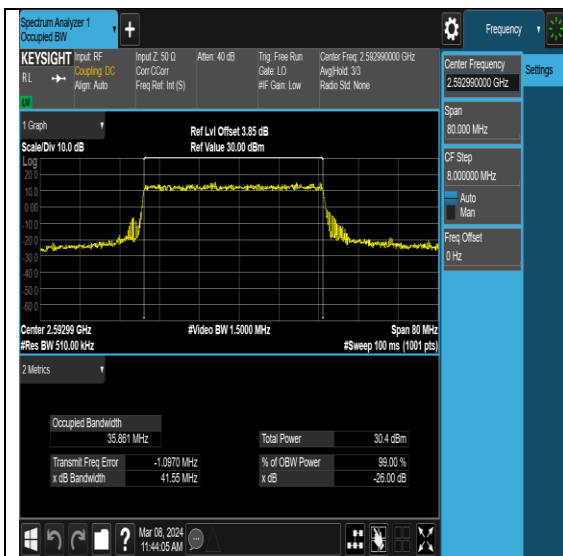 Spectrum Analyzer 1
Occupied BW
Frequency
KEYSIGHT
Input: RF
Input Z: 50 Ω
Atten: 40 dB
Trig: Free Run
Center Freq: 2.592990000 GHz
RL
Coupling: DC
Corr CCorr
Gate: LO
Avg|Hold: 3/3
Align: Auto
Freq Ref: Int (S)
#IF Gain: Low
Radio Std: None
Center Frequency
2.592990000 GHz
Settings
Span
80.000 MHz
CF Step
8.000000 MHz
Auto
Man
Freq Offset
0 Hz
1 Graph
Ref Lvl Offset 3.85 dB
Scale/Div 10.0 dB
Ref Value 30.00 dBm
Log
20.0
10.0
0.00
-10.0
-20.0
-30.0
-40.0
-50.0
-60.0
Center 2.59299 GHz
#Video BW 1.5000 MHz
Span 80 MHz
#Res BW 510.00 kHz
#Sweep 100 ms (1001 pts)
2 Metrics
Occupied Bandwidth
35.861 MHz
Total Power
30.4 dBm
Transmit Freq Error
-1.0970 MHz
% of OBW Power
99.00 %
x dB Bandwidth
41.55 MHz
x dB
-26.00 dB
?
Mar 08, 2024
11:44:05 AM